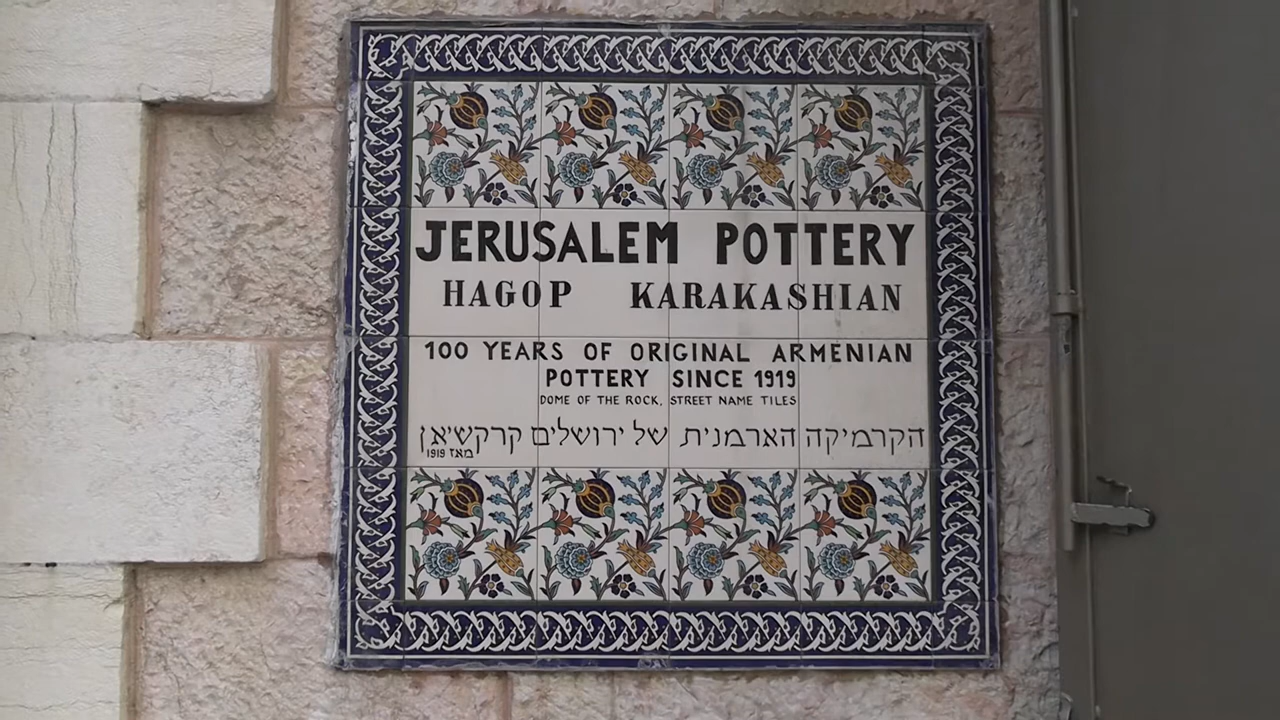 JERUSALEM POTTERY
HAGOP KARAKASHIAN
100 YEARS OF ORIGINAL ARMENIAN
POTTERY SINCE 1919
DOME OF THE ROCK, STREET NAME TILES
הקרמיקה הארמנית של ירושלים קרקשיאן
מאז 1919